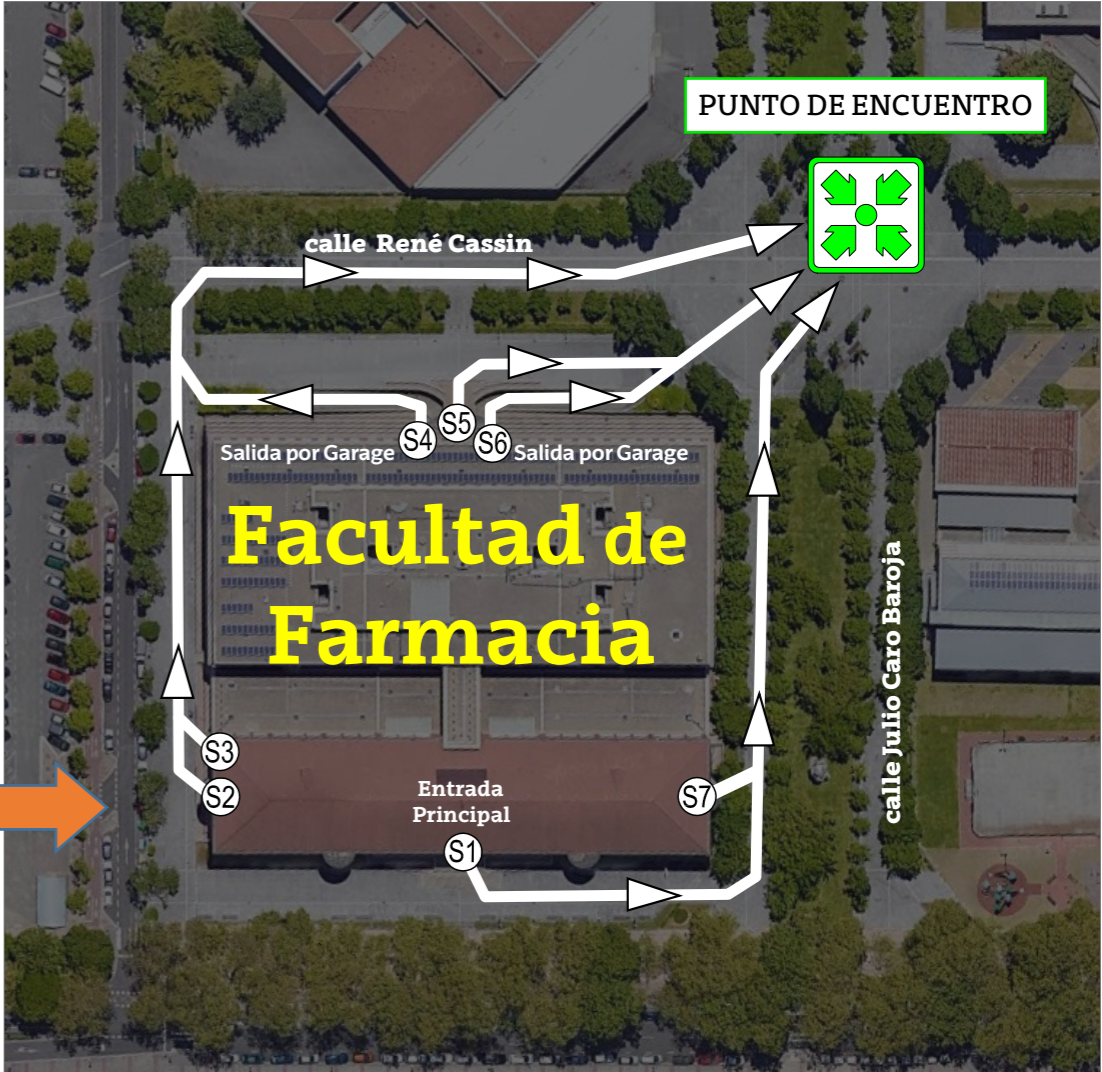 PUNTO DE ENCUENTRO
calle René Cassin
S4
S5
S6
Salida por Garage
Salida por Garage
Facultad de
Farmacia
calle Julio Caro Baroja
S3
S2
Entrada
Principal
S7
S1